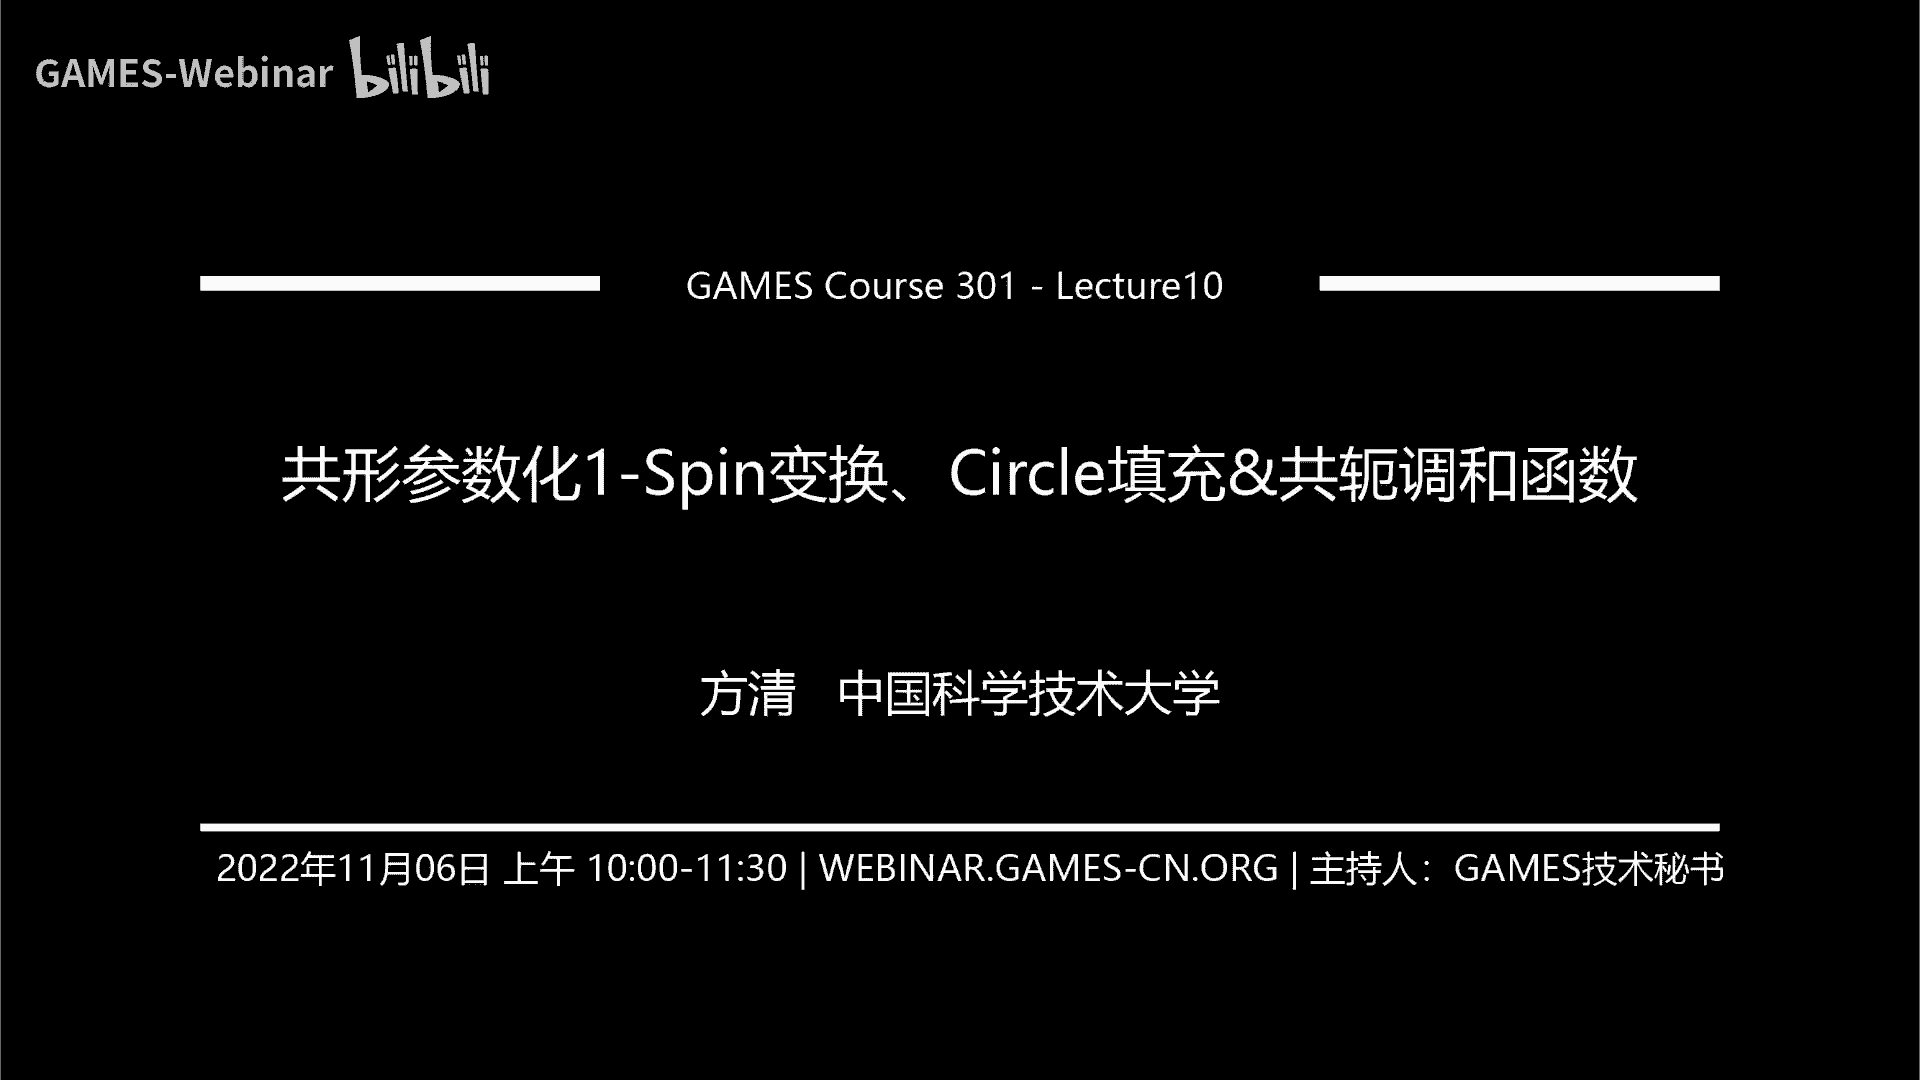 GAMES-Webinar bilibili
GAMES Course 301 - Lecture10
共形参数化1-Spin变换、Circle填充&共轭调和函数
方清 中国科学技术大学
2022年11月06日 上午 10:00-11:30 | WEBINAR.GAMES-CN.ORG | 主持人：GAMES技术秘书